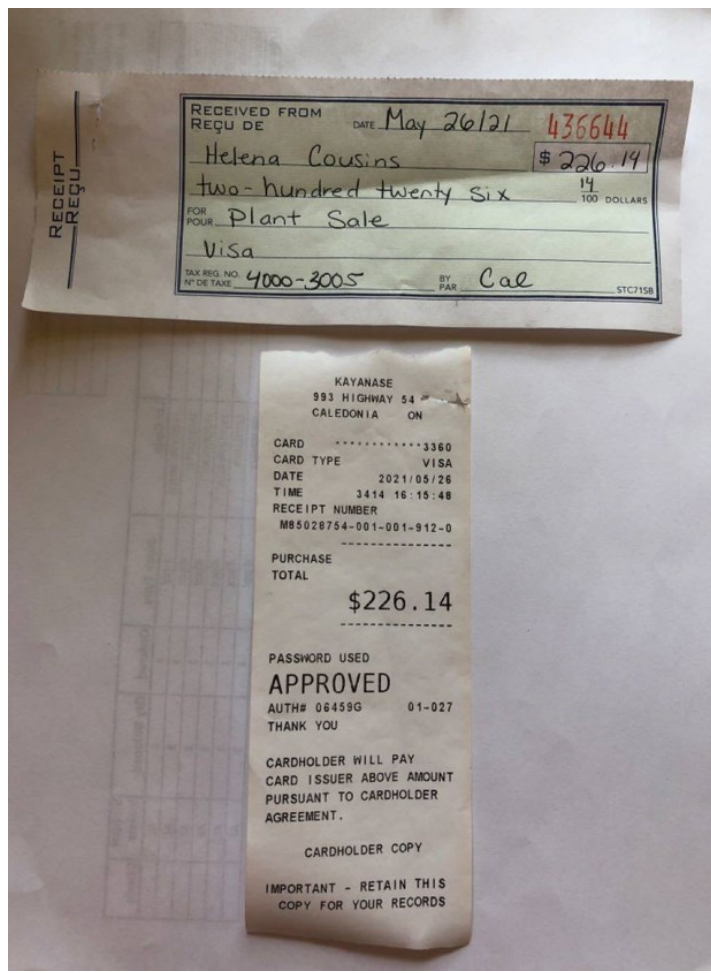 RECEIPT
REÇU
RECEIVED FROM
REÇU DE
DATE May 26/21 436644
Helena Cousins $ 226.14
two-hundred twenty six 14/100 DOLLARS
FOR
POUR Plant Sale
Visa
TAX REG. NO.
N° DE TAXE 4000-3005 BY
PAR Cal STC71SB
KAYANASE
993 HIGHWAY 54
CALEDONIA ON
CARD ************3360
CARD TYPE VISA
DATE 2021/05/26
TIME 3414 16:15:48
RECEIPT NUMBER
M85028754-001-001-912-0
----------------
PURCHASE
TOTAL
$226.14
----------------
PASSWORD USED
APPROVED
AUTH# 06459G 01-027
THANK YOU
CARDHOLDER WILL PAY
CARD ISSUER ABOVE AMOUNT
PURSUANT TO CARDHOLDER
AGREEMENT.
CARDHOLDER COPY
IMPORTANT - RETAIN THIS
COPY FOR YOUR RECORDS